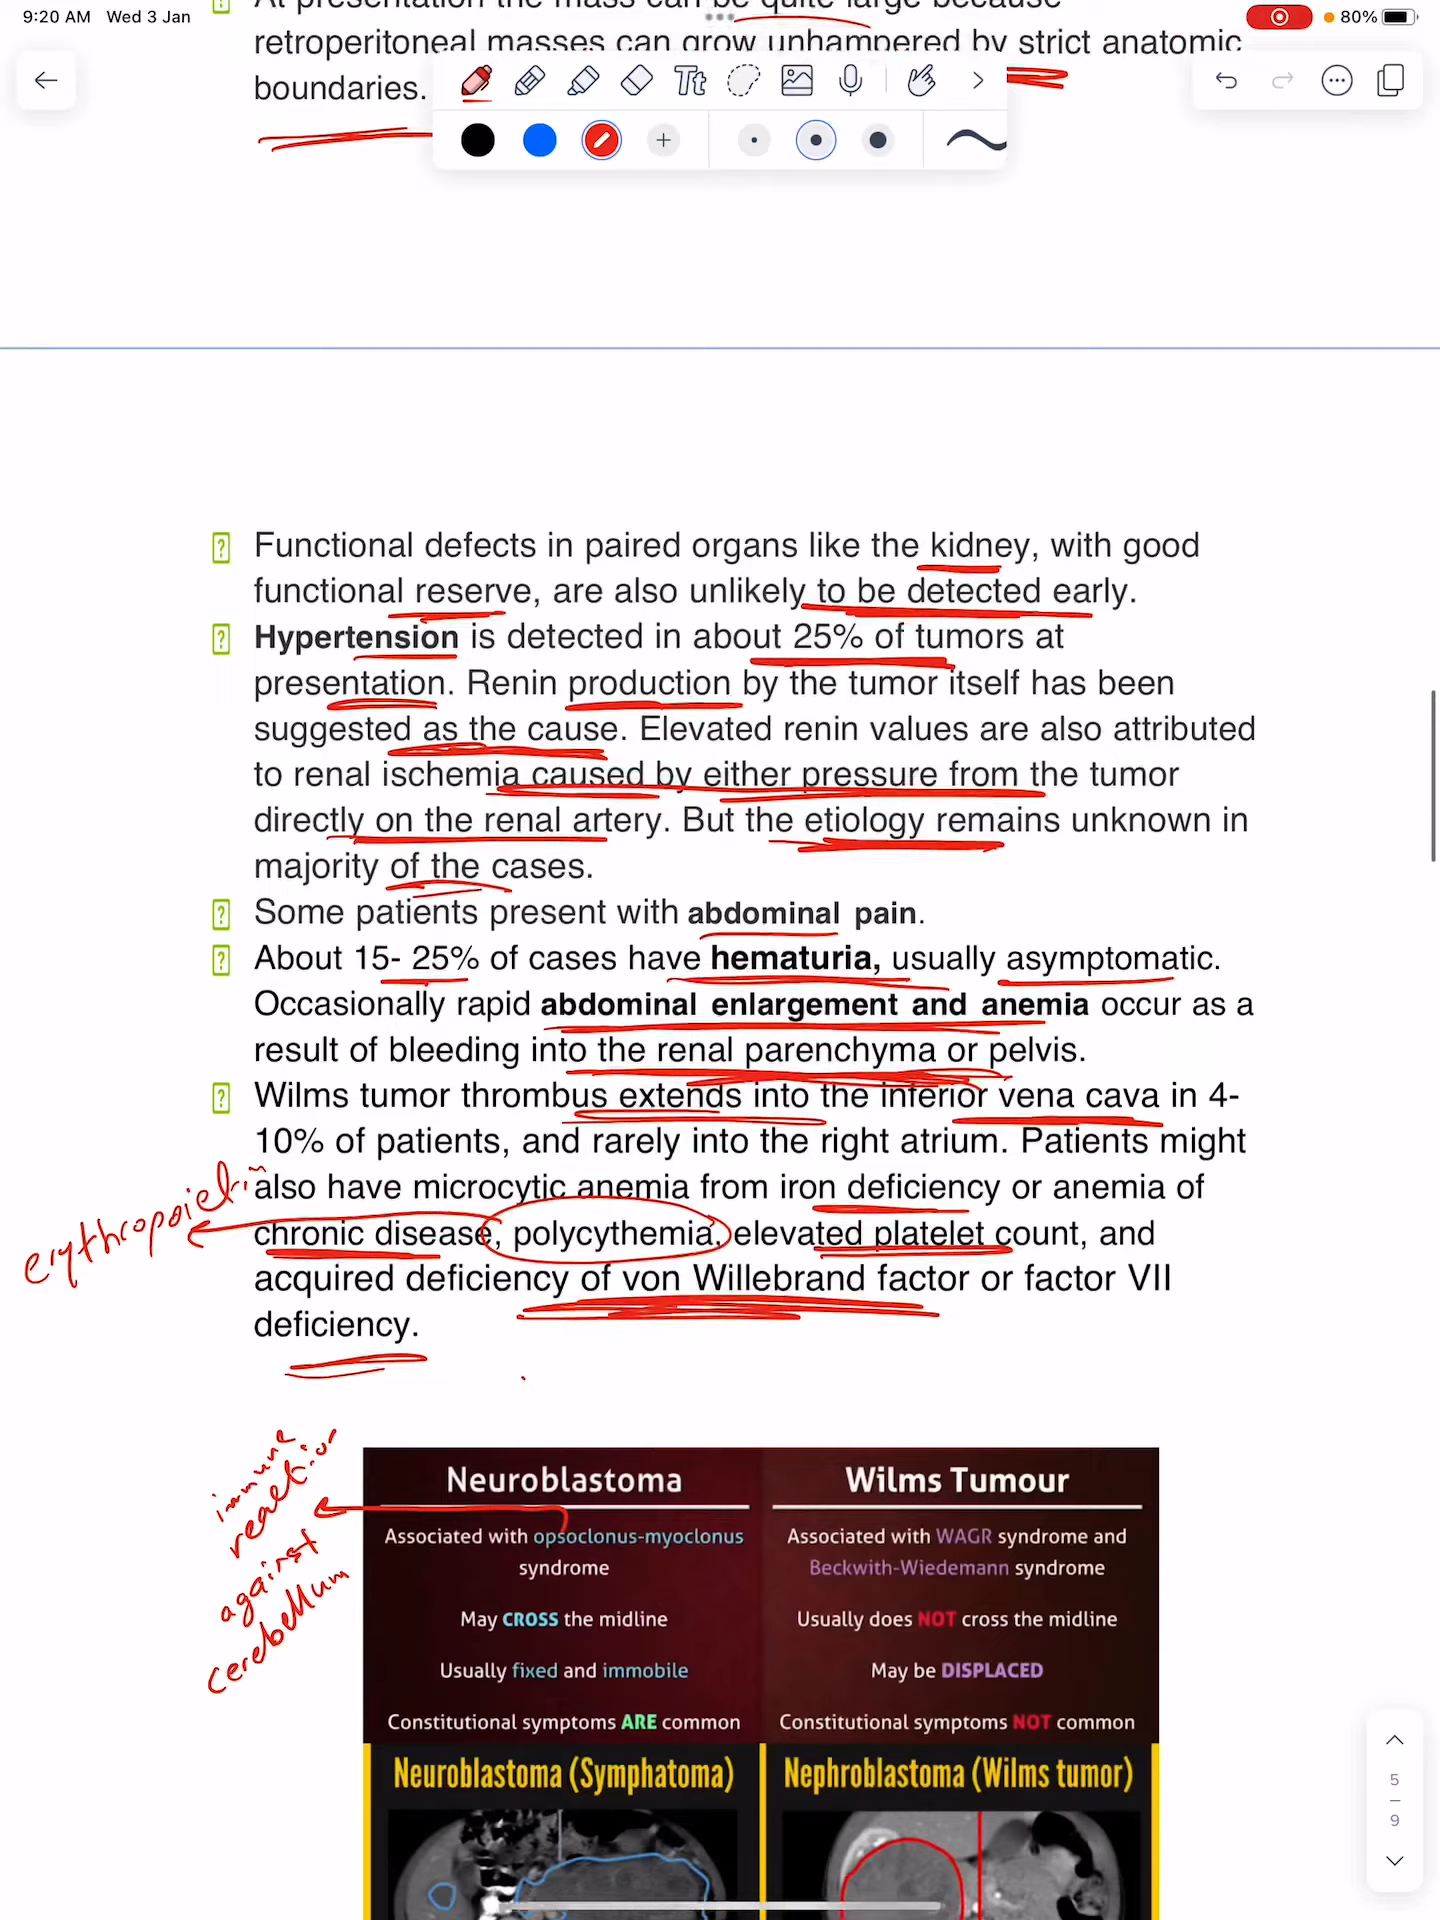 9:20 AM Wed 3 Jan
80%
At presentation the mass can be quite large because
retroperitoneal masses can grow unhampered by strict anatomic
boundaries.
Tt
Functional defects in paired organs like the kidney, with good
functional reserve, are also unlikely to be detected early.
Hypertension is detected in about 25% of tumors at
presentation. Renin production by the tumor itself has been
suggested as the cause. Elevated renin values are also attributed
to renal ischemia caused by either pressure from the tumor
directly on the renal artery. But the etiology remains unknown in
majority of the cases.
Some patients present with abdominal pain.
About 15- 25% of cases have hematuria, usually asymptomatic.
Occasionally rapid abdominal enlargement and anemia occur as a
result of bleeding into the renal parenchyma or pelvis.
Wilms tumor thrombus extends into the inferior vena cava in 4-
10% of patients, and rarely into the right atrium. Patients might
also have microcytic anemia from iron deficiency or anemia of
chronic disease, polycythemia, elevated platelet count, and
acquired deficiency of von Willebrand factor or factor VII
deficiency.
erythropoietin
immune
reaction
against
cerebellum
Neuroblastoma
Associated with opsoclonus-myoclonus
syndrome
May CROSS the midline
Usually fixed and immobile
Constitutional symptoms ARE common
Wilms Tumour
Associated with WAGR syndrome and
Beckwith-Wiedemann syndrome
Usually does NOT cross the midline
May be DISPLACED
Constitutional symptoms NOT common
Neuroblastoma (Symphatoma)
Nephroblastoma (Wilms tumor)
5
9